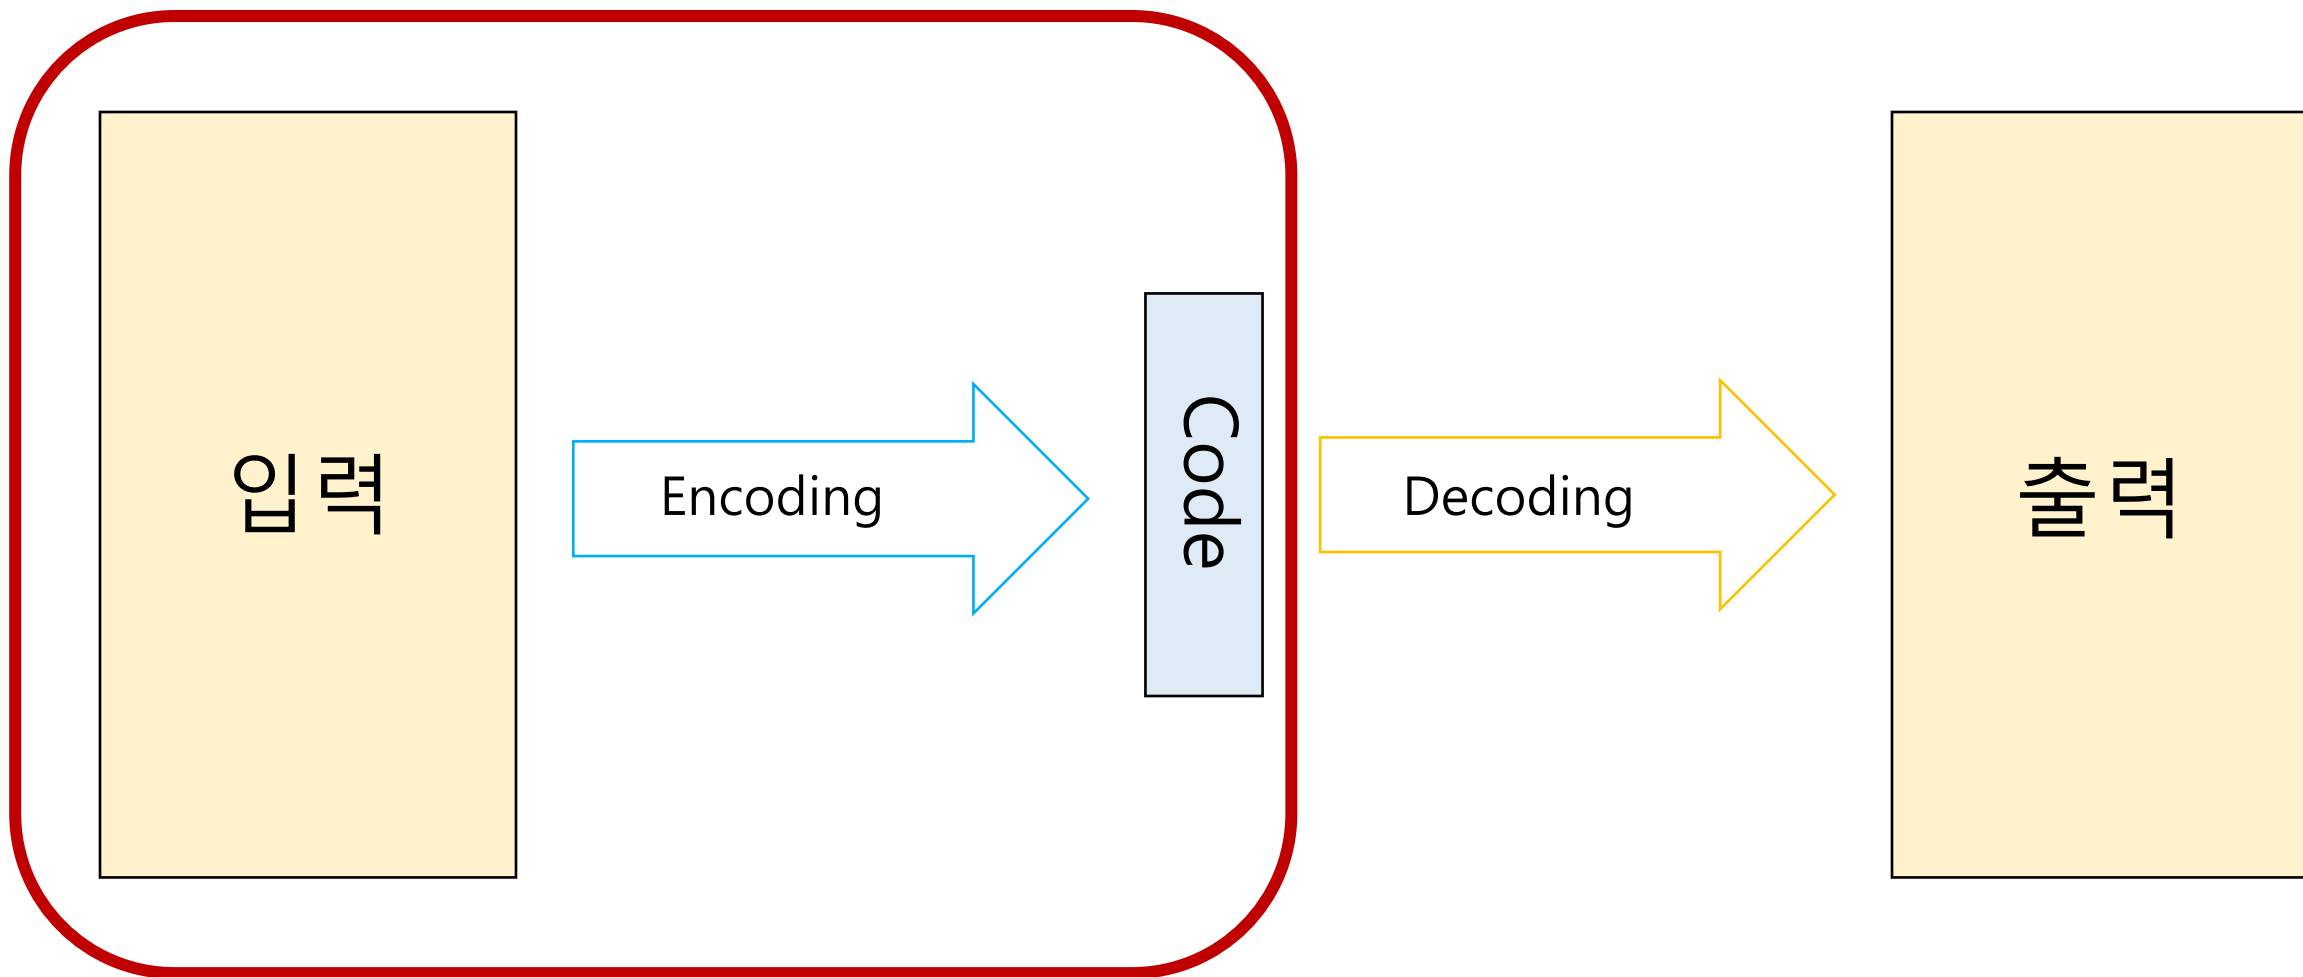 입력
Encoding
Code
Decoding
출력